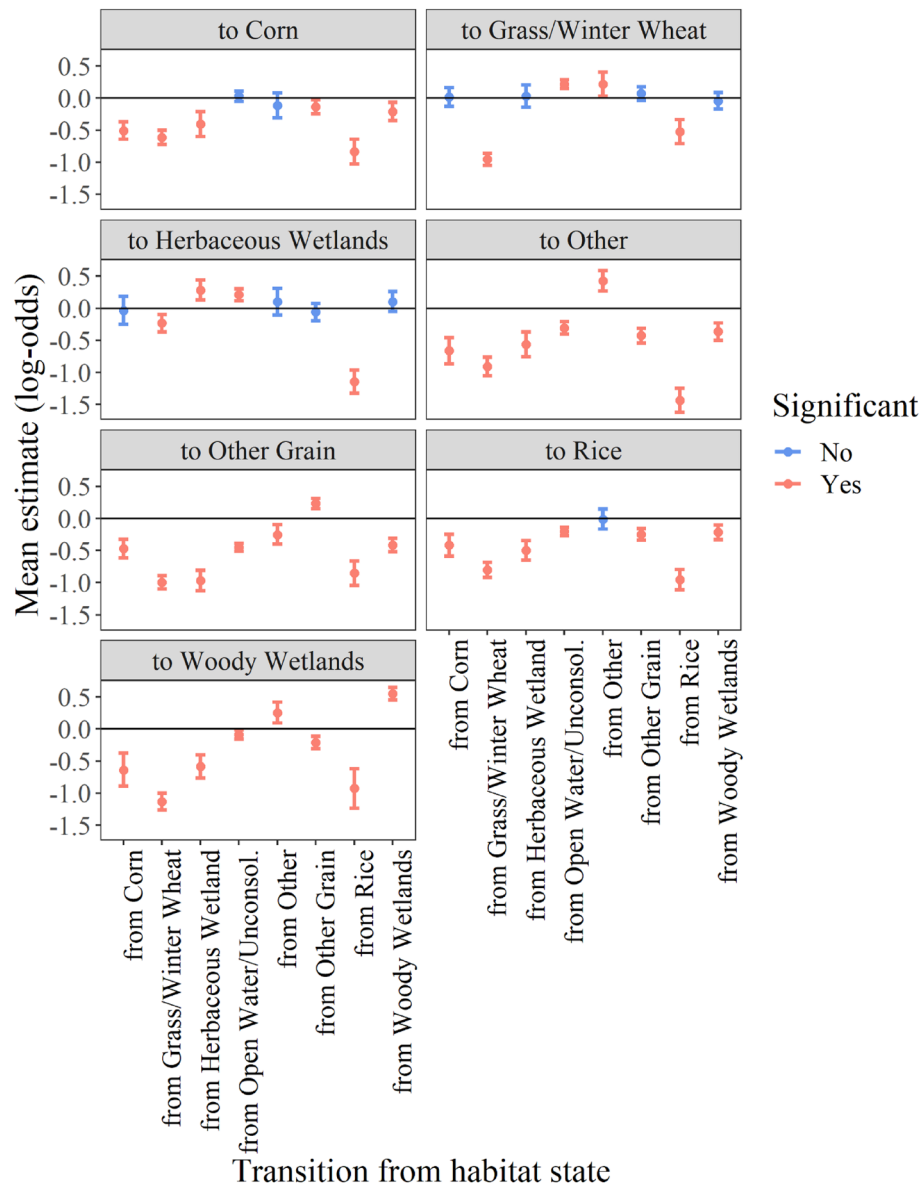 to Corn
to Grass/Winter Wheat
0.5
0.0
-0.5
-1.0
-1.5
to Herbaceous Wetlands
to Other
0.5
0.0
-0.5
-1.0
-1.5
to Other Grain
to Rice
0.5
0.0
-0.5
-1.0
-1.5
to Woody Wetlands
0.5
0.0
-0.5
-1.0
-1.5
Mean estimate (log-odds)
from Corn
from Grass/Winter Wheat
from Herbaceous Wetland
from Open Water/Unconsol.
from Other
from Other Grain
from Rice
from Woody Wetlands
from Corn
from Grass/Winter Wheat
from Herbaceous Wetland
from Open Water/Unconsol.
from Other
from Other Grain
from Rice
from Woody Wetlands
Transition from habitat state
Significant
No
Yes